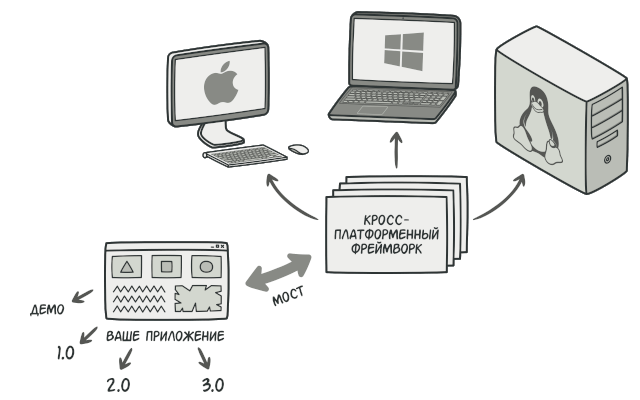 КРОСС-
ПЛАТФОРМЕННЫЙ
ФРЕЙМВОРК
МОСТ
ДЕМО
ВАШЕ ПРИЛОЖЕНИЕ
1.0
2.0
3.0